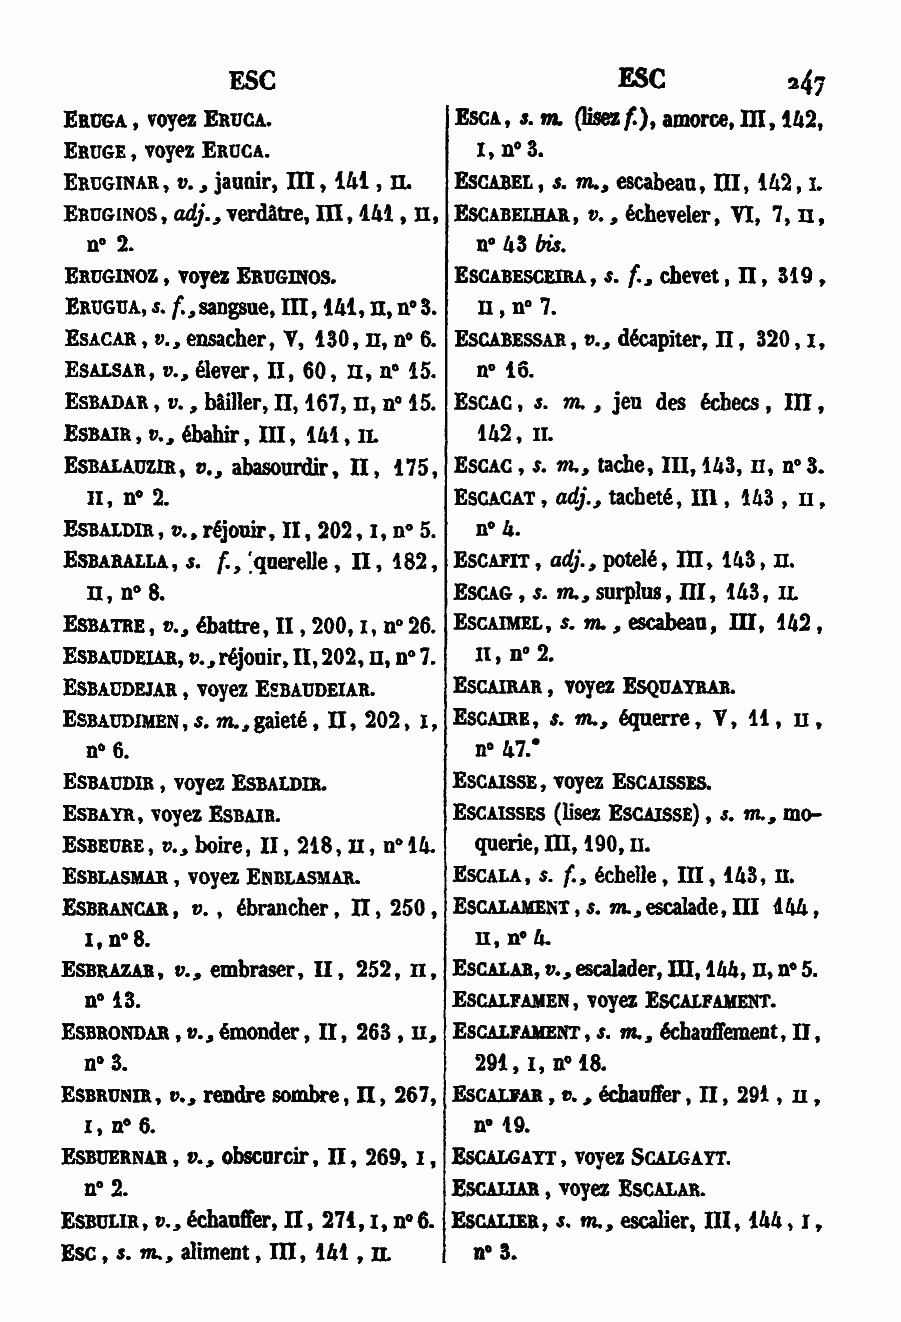 ESC
ESC 247
ERUGA, voyez ERUCA.
ERUGE, voyez ERUCA.
ERUGINAR, v., jaunir, III, 141, II.
ERUGINOS, adj., verdâtre, III, 141, II,
n° 2.
ERUGINOZ, voyez ERUGINOS.
ERUGUA, s. f., sangsue, III, 141, II, n° 3.
ESACAR, v., ensacher, V, 130, II, n° 6.
ESALSAR, v., élever, II, 60, II, n° 15.
ESBADAR, v., bâiller, II, 167, II, n° 15.
ESBAIR, v., ébahir, III, 141, II.
ESBALAUZIR, v., abasourdir, II, 175,
II, n° 2.
ESBALDIR, v., réjouir, II, 202, I, n° 5.
ESBARALLA, s. f., querelle, II, 182,
II, n° 8.
ESBATRE, v., ébattre, II, 200, I, n° 26.
ESBAUDEIAR, v., réjouir, II, 202, II, n° 7.
ESBAUDEJAR, voyez ESBAUDEIAR.
ESBAUDIMEN, s. m., gaieté, II, 202, I,
n° 6.
ESBAUDIR, voyez ESBALDIR.
ESBAYR, voyez ESBAIR.
ESBEURE, v., boire, II, 218, II, n° 14.
ESBLASMAR, voyez ENBLASMAR.
ESBRANCAR, v., ébrancher, II, 250,
I, n° 8.
ESBRAZAR, v., embraser, II, 252, II,
n° 13.
ESBRONDAR, v., émonder, II, 263, II,
n° 3.
ESBRUNIR, v., rendre sombre, II, 267,
I, n° 6.
ESBUERNAR, v., obscurcir, II, 269, I,
n° 2.
ESBULIR, v., échauffer, II, 271, I, n° 6.
ESC, s. m., aliment, III, 141, II.
ESCA, s. m. (lisez f.), amorce, III, 142,
I, n° 3.
ESCABEL, s. m., escabeau, III, 142, I.
ESCABELHAR, v., écheveler, VI, 7, II,
n° 43 bis.
ESCABESCEIRA, s. f., chevet, II, 319,
II, n° 7.
ESCABESSAR, v., décapiter, II, 320, I,
n° 16.
ESCAC, s. m., jeu des échecs, III,
142, II.
ESCAC, s. m., tache, III, 143, II, n° 3.
ESCACAT, adj., tacheté, III, 143, II,
n° 4.
ESCAFIT, adj., potelé, III, 143, II.
ESCAG, s. m., surplus, III, 143, II.
ESCAIMEL, s. m., escabeau, III, 142,
II, n° 2.
ESCAIRAR, voyez ESQUAYRAR.
ESCAIRE, s. m., équerre, V, 11, II,
n° 47.
ESCAISSE, voyez ESCAISSES.
ESCAISSES (lisez ESCAISSE), s. m., mo-
querie, III, 190, II.
ESCALA, s. f., échelle, III, 143, II.
ESCALAMENT, s. m., escalade, III 144,
II, n° 4.
ESCALAR, v., escalader, III, 144, II, n° 5.
ESCALFAMEN, voyez ESCALFAMENT.
ESCALFAMENT, s. m., échauffement, II,
291, I, n° 18.
ESCALFAR, v., échauffer, II, 291, II,
n° 19.
ESCALGAYT, voyez SCALGAYT.
ESCALIAR, voyez ESCALAR.
ESCALIER, s. m., escalier, III, 144, I,
n° 3.